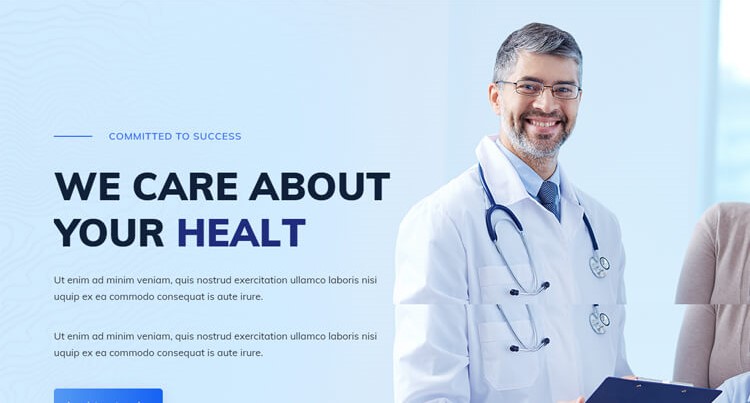 COMMITTED TO SUCCESS
WE CARE ABOUT
YOUR HEALT
Ut enim ad minim veniam, quis nostrud exercitation ullamco laboris nisi
uquip ex ea commodo consequat is aute irure.
Ut enim ad minim veniam, quis nostrud exercitation ullamco laboris nisi
uquip ex ea commodo consequat is aute irure.